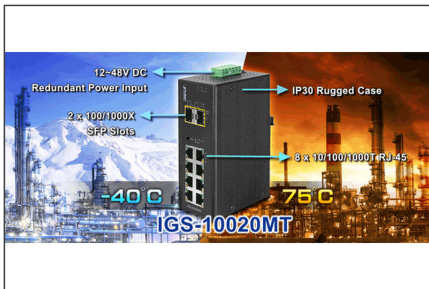 12~48V DC
Redundant Power Input
IP30 Rugged Case
2 x 100/1000X
SFP Slots
8 x 10/100/1000T RJ-45
-40°C
75°C
IGS-10020MT